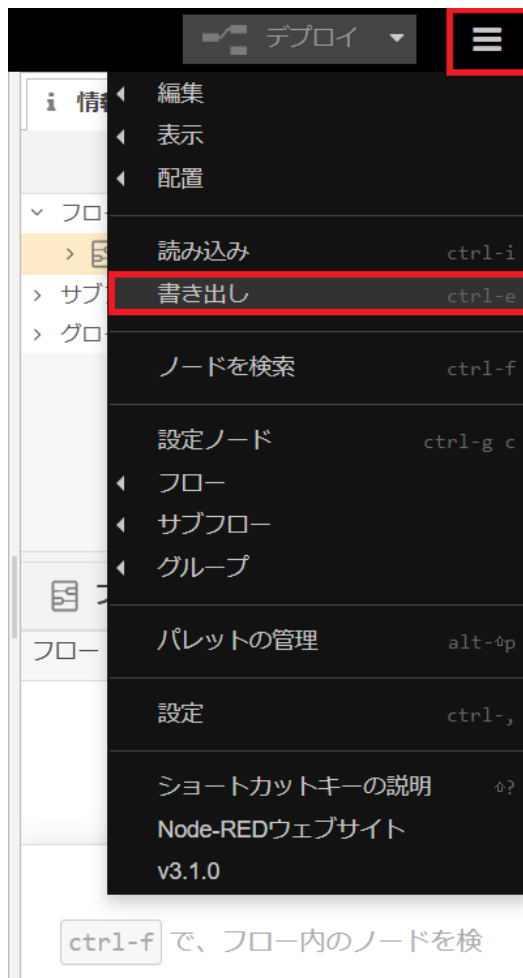 デプロイ
i 情報
編集
表示
配置
フロー
読み込み ctrl-i
書き出し ctrl-e
サブ
グロー
ノードを検索 ctrl-f
設定ノード ctrl-g c
フロー
サブフロー
グループ
パレットの管理 alt-⇧p
フロー
設定 ctrl-,
ショートカットキーの説明 ⇧?
Node-REDウェブサイト
v3.1.0
ctrl-f で、フロー内のノードを検